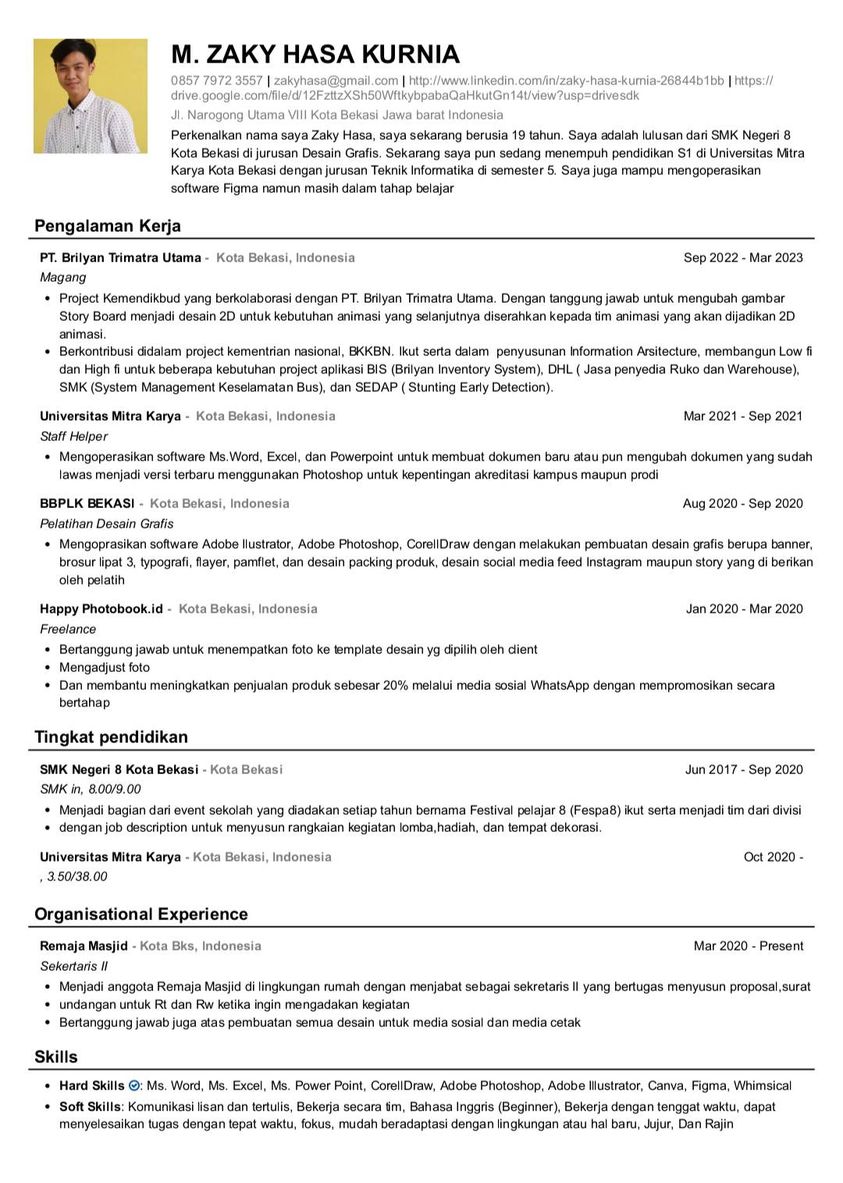 M. ZAKY HASA KURNIA
0857 7972 3557 | zakyhasa@gmail.com | http://www.linkedin.com/in/zaky-hasa-kurnia-26844b1bb | https://
drive.google.com/file/d/12FzttzXSh50WftkybpabaQaHkutGn14t/view?usp=drivesdk
Jl. Narogong Utama VIII Kota Bekasi Jawa barat Indonesia
Perkenalkan nama saya Zaky Hasa, saya sekarang berusia 19 tahun. Saya adalah lulusan dari SMK Negeri 8
Kota Bekasi di jurusan Desain Grafis. Sekarang saya pun sedang menempuh pendidikan S1 di Universitas Mitra
Karya Kota Bekasi dengan jurusan Teknik Informatika di semester 5. Saya juga mampu mengoperasikan
software Figma namun masih dalam tahap belajar
Pengalaman Kerja
PT. Brilyan Trimatra Utama - Kota Bekasi, Indonesia Sep 2022 - Mar 2023
Magang
• Project Kemendikbud yang berkolaborasi dengan PT. Brilyan Trimatra Utama. Dengan tanggung jawab untuk mengubah gambar
Story Board menjadi desain 2D untuk kebutuhan animasi yang selanjutnya diserahkan kepada tim animasi yang akan dijadikan 2D
animasi.
• Berkontribusi didalam project kementrian nasional, BKKBN. Ikut serta dalam penyusunan Information Arsitecture, membangun Low fi
dan High fi untuk beberapa kebutuhan project aplikasi BIS (Brilyan Inventory System), DHL ( Jasa penyedia Ruko dan Warehouse),
SMK (System Management Keselamatan Bus), dan SEDAP ( Stunting Early Detection).
Universitas Mitra Karya - Kota Bekasi, Indonesia Mar 2021 - Sep 2021
Staff Helper
• Mengoperasikan software Ms.Word, Excel, dan Powerpoint untuk membuat dokumen baru atau pun mengubah dokumen yang sudah
lawas menjadi versi terbaru menggunakan Photoshop untuk kepentingan akreditasi kampus maupun prodi
BBPLK BEKASI - Kota Bekasi, Indonesia Aug 2020 - Sep 2020
Pelatihan Desain Grafis
• Mengoprasikan software Adobe llustrator, Adobe Photoshop, CorellDraw dengan melakukan pembuatan desain grafis berupa banner,
brosur lipat 3, typografi, flayer, pamflet, dan desain packing produk, desain social media feed Instagram maupun story yang di berikan
oleh pelatih
Happy Photobook.id - Kota Bekasi, Indonesia Jan 2020 - Mar 2020
Freelance
• Bertanggung jawab untuk menempatkan foto ke template desain yg dipilih oleh client
• Mengadjust foto
• Dan membantu meningkatkan penjualan produk sebesar 20% melalui media sosial WhatsApp dengan mempromosikan secara
bertahap
Tingkat pendidikan
SMK Negeri 8 Kota Bekasi - Kota Bekasi Jun 2017 - Sep 2020
SMK in, 8.00/9.00
• Menjadi bagian dari event sekolah yang diadakan setiap tahun bernama Festival pelajar 8 (Fespa8) ikut serta menjadi tim dari divisi
• dengan job description untuk menyusun rangkaian kegiatan lomba,hadiah, dan tempat dekorasi.
Universitas Mitra Karya - Kota Bekasi, Indonesia Oct 2020 -
, 3.50/38.00
Organisational Experience
Remaja Masjid - Kota Bks, Indonesia Mar 2020 - Present
Sekertaris II
• Menjadi anggota Remaja Masjid di lingkungan rumah dengan menjabat sebagai sekretaris II yang bertugas menyusun proposal,surat
• undangan untuk Rt dan Rw ketika ingin mengadakan kegiatan
• Bertanggung jawab juga atas pembuatan semua desain untuk media sosial dan media cetak
Skills
• Hard Skills : Ms. Word, Ms. Excel, Ms. Power Point, CorellDraw, Adobe Photoshop, Adobe Illustrator, Canva, Figma, Whimsical
• Soft Skills: Komunikasi lisan dan tertulis, Bekerja secara tim, Bahasa Inggris (Beginner), Bekerja dengan tenggat waktu, dapat
menyelesaikan tugas dengan tepat waktu, fokus, mudah beradaptasi dengan lingkungan atau hal baru, Jujur, Dan Rajin